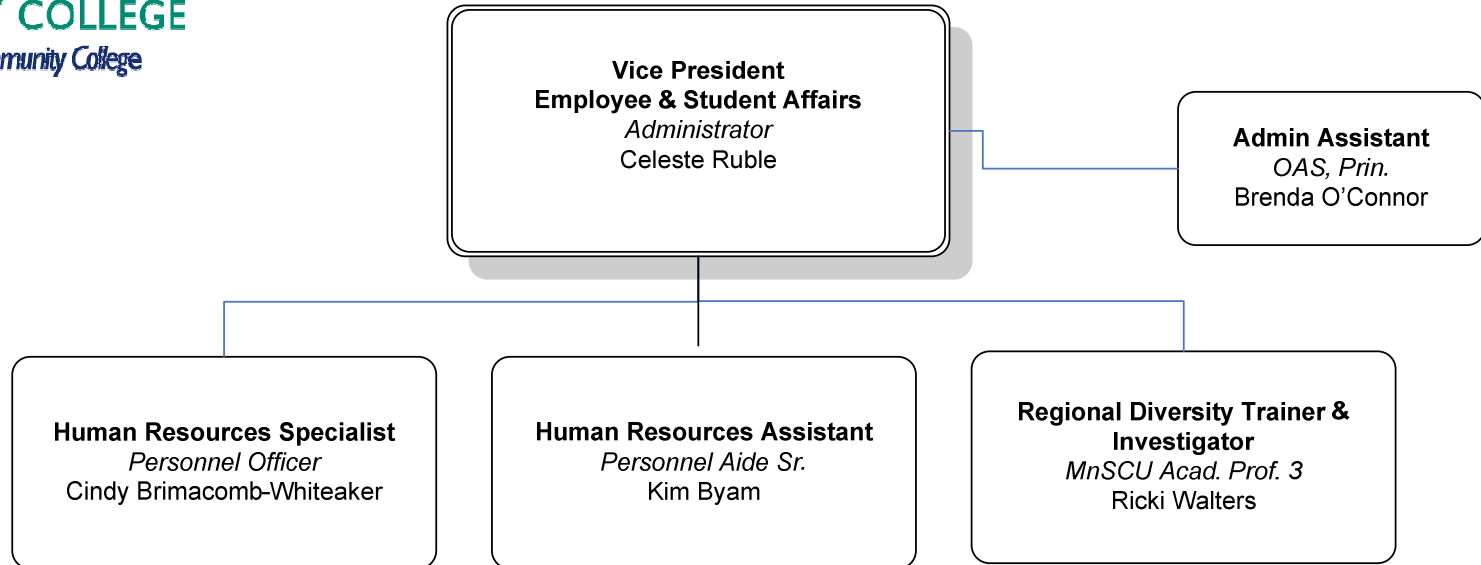 COLLEGE
munity College
Vice President
Employee & Student Affairs
Administrator
Celeste Ruble
Admin Assistant
OAS, Prin.
Brenda O’Connor
Human Resources Specialist
Personnel Officer
Cindy Brimacomb-Whiteaker
Human Resources Assistant
Personnel Aide Sr.
Kim Byam
Regional Diversity Trainer &
Investigator
MnSCU Acad. Prof. 3
Ricki Walters